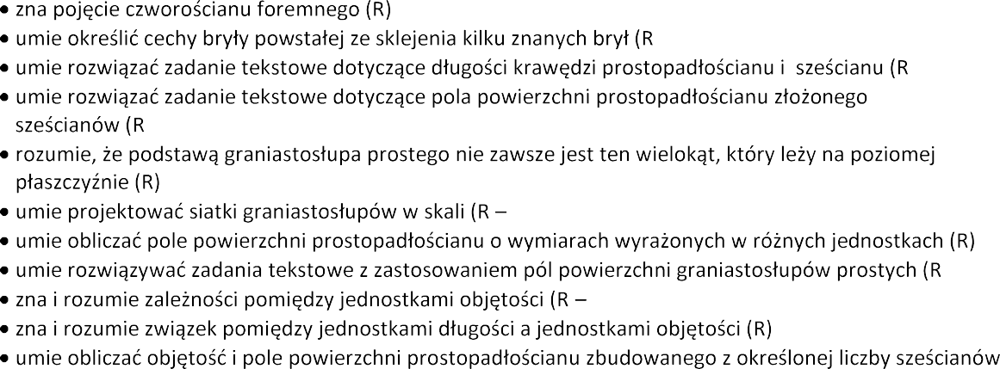 • zna pojęcie czworościanu foremnego (R)
• umie określić cechy bryły powstałej ze sklejenia kilku znanych brył (R
• umie rozwiązać zadanie tekstowe dotyczące długości krawędzi prostopadłościanu i sześcianu (R
• umie rozwiązać zadanie tekstowe dotyczące pola powierzchni prostopadłościanu złożonego
sześcianów (R
• rozumie, że podstawą graniastosłupa prostego nie zawsze jest ten wielokąt, który leży na poziomej
płaszczyźnie (R)
• umie projektować siatki graniastosłupów w skali (R –
• umie obliczać pole powierzchni prostopadłościanu o wymiarach wyrażonych w różnych jednostkach (R)
• umie rozwiązywać zadania tekstowe z zastosowaniem pól powierzchni graniastosłupów prostych (R
• zna i rozumie zależności pomiędzy jednostkami objętości (R –
• zna i rozumie związek pomiędzy jednostkami długości a jednostkami objętości (R)
• umie obliczać objętość i pole powierzchni prostopadłościanu zbudowanego z określonej liczby sześcianów